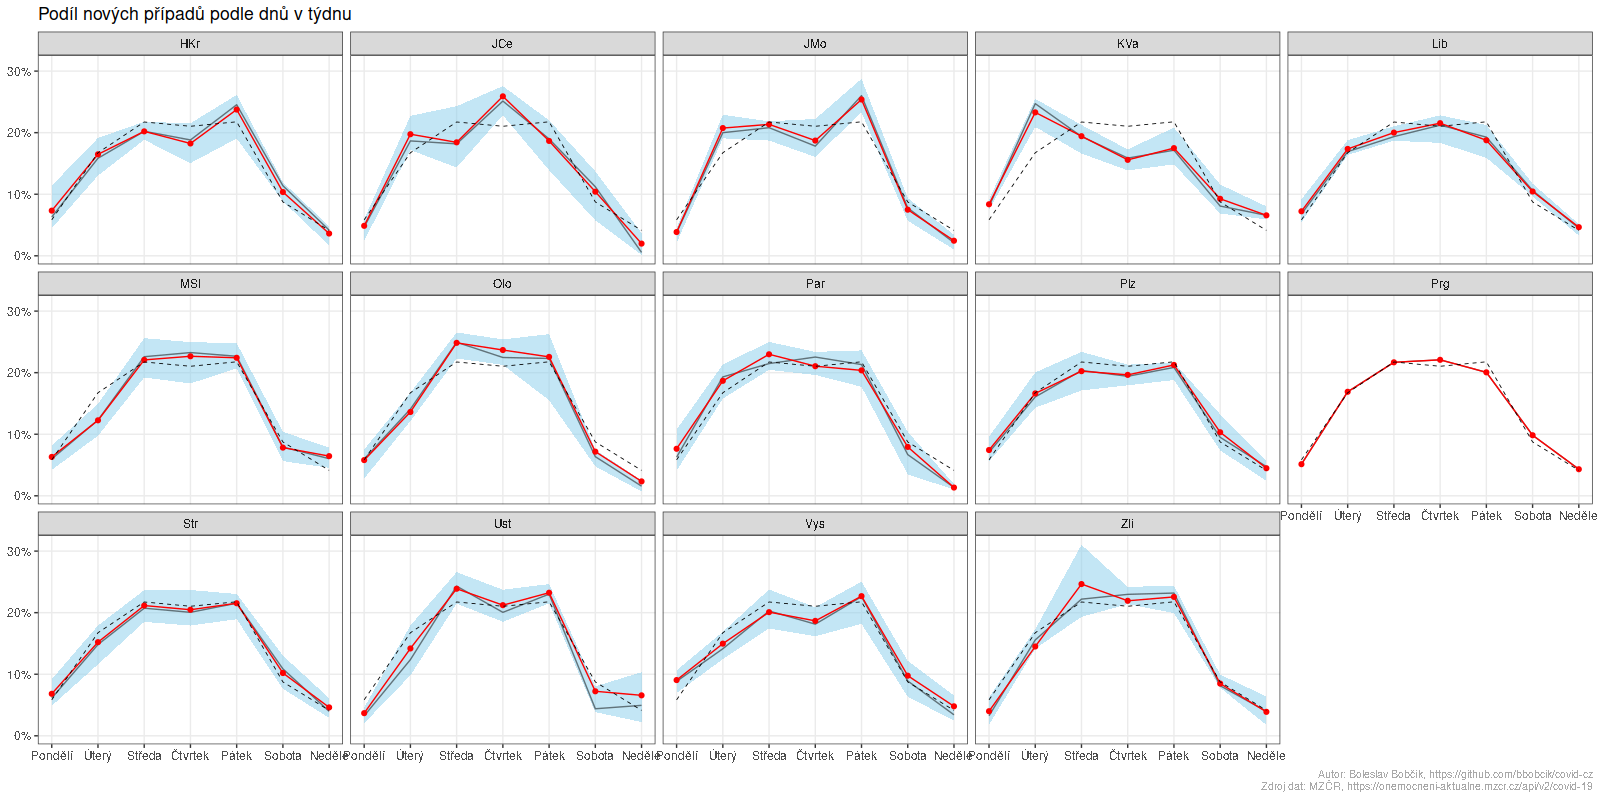 Podíl nových případů podle dnů v týdnu
HKr JCe JMo KVa Lib
30%
20%
10%
0%
MSl Olo Par Plz Prg
30%
20%
10%
0%
Pondělí Úterý Středa Čtvrtek Pátek Sobota Neděle
Str Ust Vys Zli
30%
20%
10%
0%
Pondělí Úterý Středa Čtvrtek Pátek Sobota Neděle Pondělí Úterý Středa Čtvrtek Pátek Sobota Neděle Pondělí Úterý Středa Čtvrtek Pátek Sobota Neděle Pondělí Úterý Středa Čtvrtek Pátek Sobota Neděle
Autor: Boleslav Bobčík, https://github.com/bbobcik/covid-cz
Zdroj dat: MZČR, https://onemocneni-aktualne.mzcr.cz/api/v2/covid-19